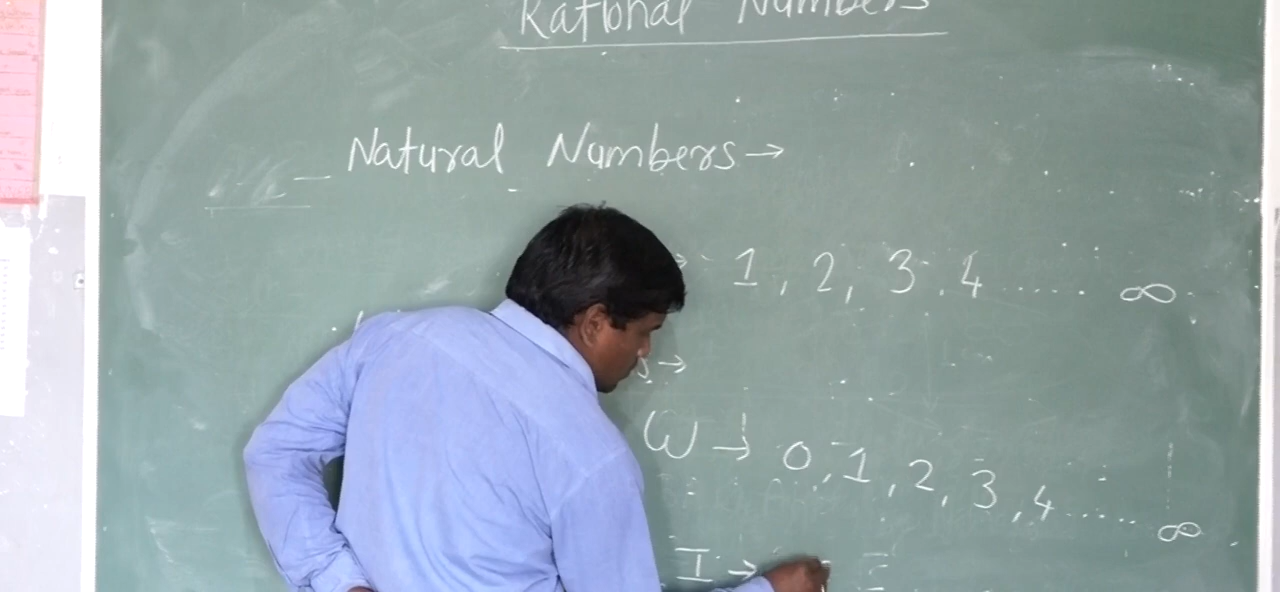 Rational Numbers
Natural Numbers →
→ 1, 2, 3, 4 ...... ∞
s →
W → 0, 1, 2, 3, 4 ...... ∞
I →